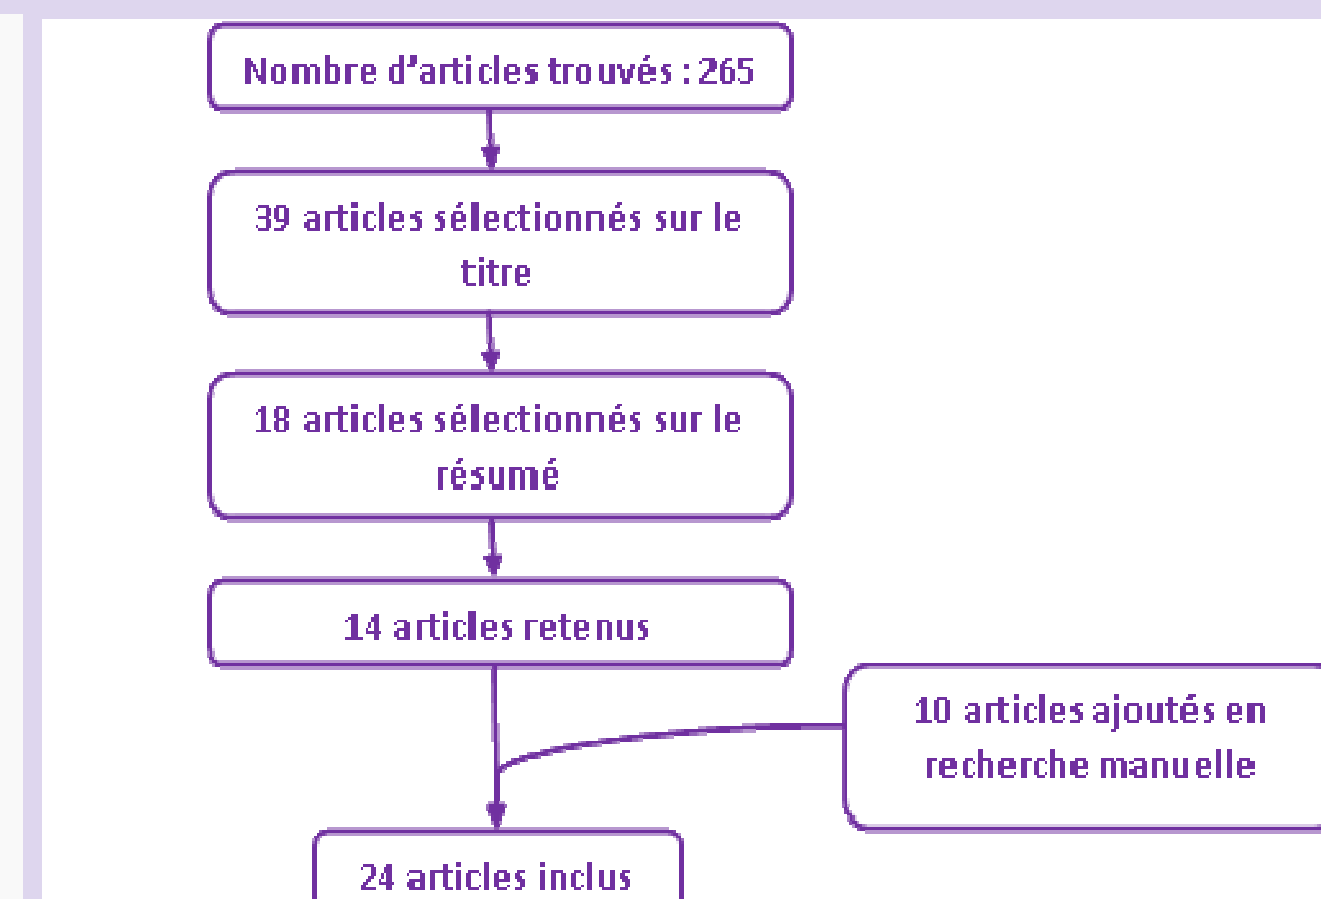 Nombre d'articles trouvés : 265
39 articles sélectionnés sur le
titre
18 articles sélectionnés sur le
résumé
14 articles retenus
10 articles ajoutés en
recherche manuelle
24 articles inclus